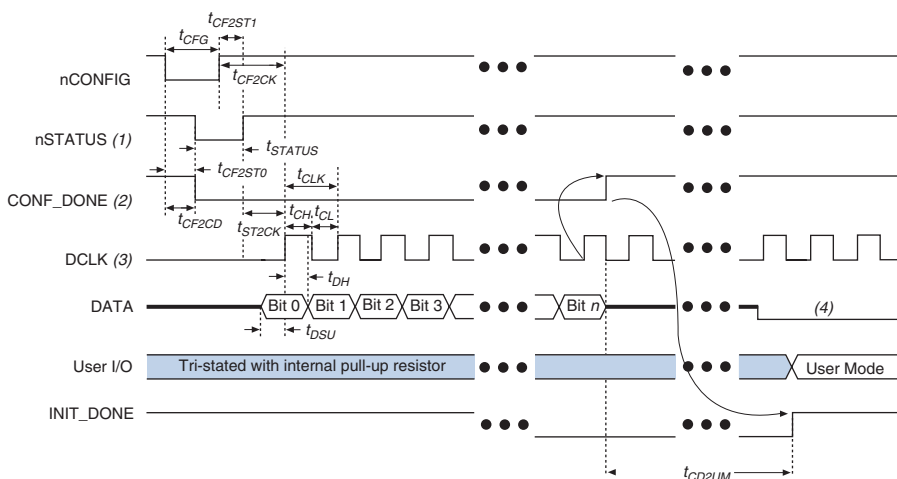 tCF2ST1
tCFG
tCF2CK
nCONFIG
nSTATUS (1)
tSTATUS
tCF2ST0
tCLK
CONF_DONE (2)
tCF2CD
tST2CK
tCH
tCL
DCLK (3)
tDH
DATA
Bit 0
Bit 1
Bit 2
Bit 3
Bit n
(4)
tDSU
User I/O
Tri-stated with internal pull-up resistor
User Mode
INIT_DONE
tCD2UM